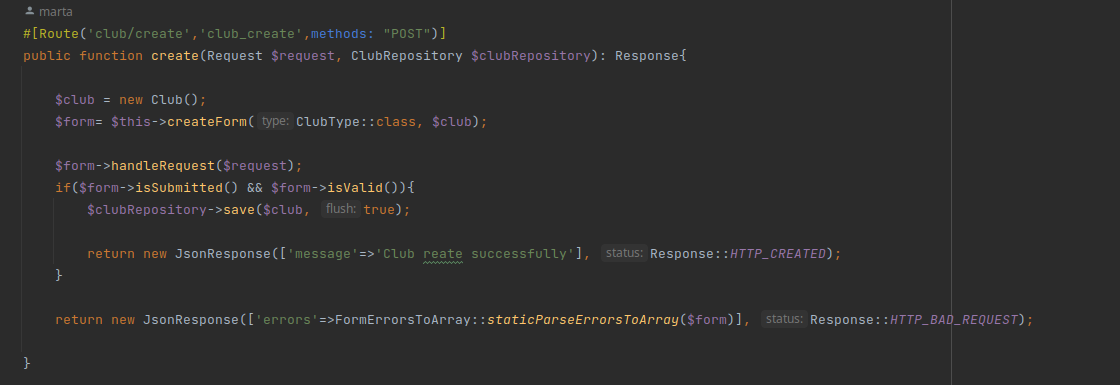 marta
#[Route('club/create','club_create',methods: "POST")]
public function create(Request $request, ClubRepository $clubRepository): Response{
$club = new Club();
$form= $this->createForm( type: ClubType::class, $club);
$form->handleRequest($request);
if($form->isSubmitted() && $form->isValid()){
$clubRepository->save($club, flush: true);
return new JsonResponse(['message'=>'Club reate successfully'], status: Response::HTTP_CREATED);
}
return new JsonResponse(['errors'=>FormErrorsToArray::staticParseErrorsToArray($form)], status: Response::HTTP_BAD_REQUEST);
}